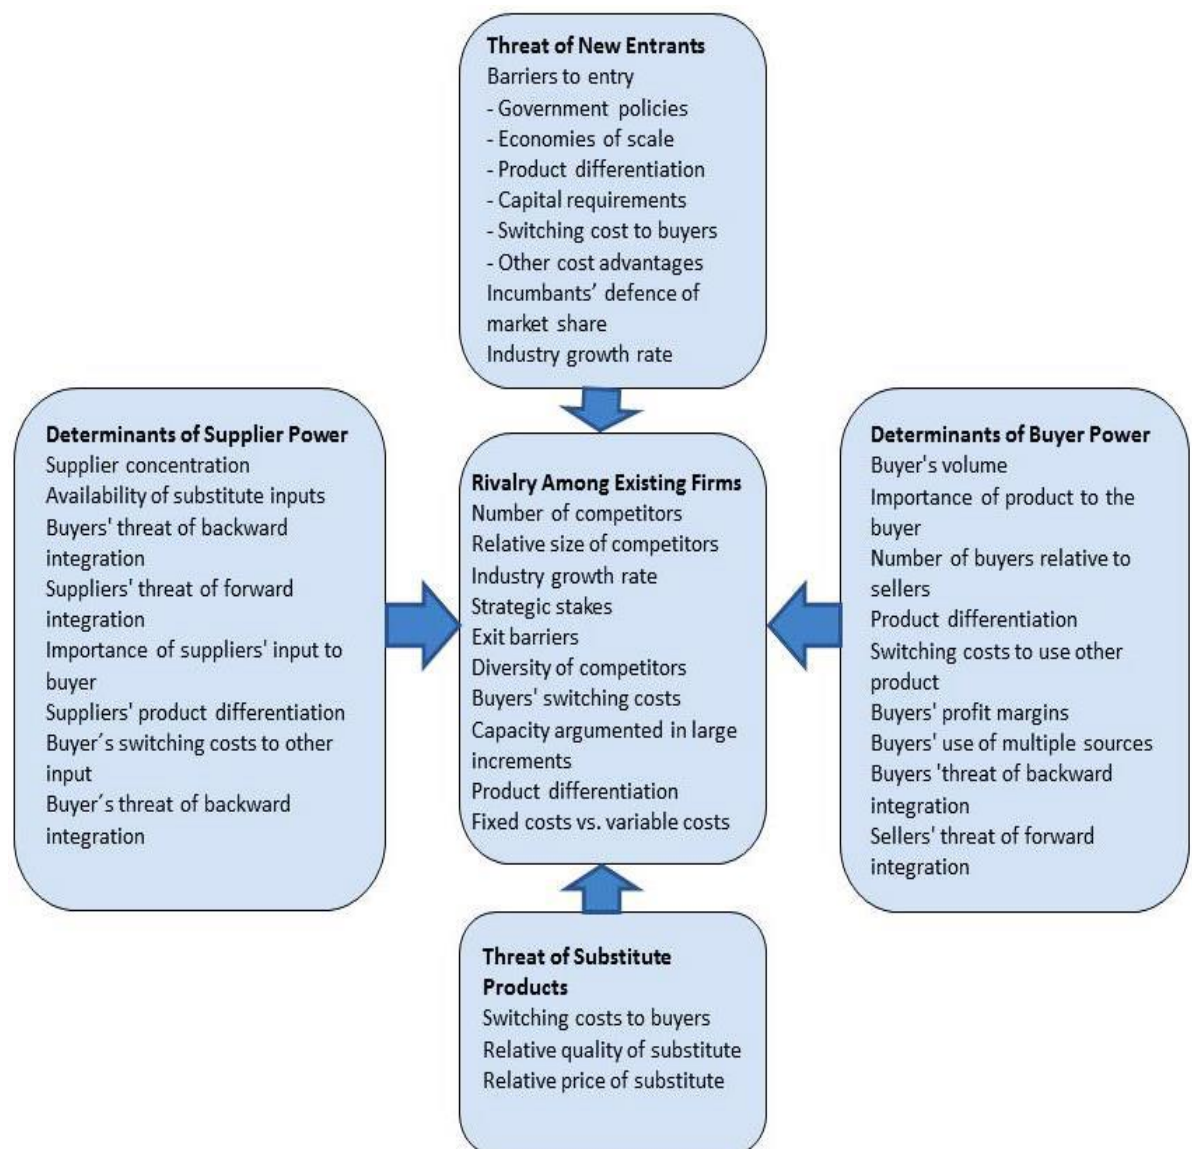 Threat of New Entrants
Barriers to entry
- Government policies
- Economies of scale
- Product differentiation
- Capital requirements
- Switching cost to buyers
- Other cost advantages
Incumbants’ defence of
market share
Industry growth rate
Determinants of Supplier Power
Supplier concentration
Availability of substitute inputs
Buyers' threat of backward
integration
Suppliers' threat of forward
integration
Importance of suppliers' input to
buyer
Suppliers' product differentiation
Buyer´s switching costs to other
input
Buyer´s threat of backward
integration
Rivalry Among Existing Firms
Number of competitors
Relative size of competitors
Industry growth rate
Strategic stakes
Exit barriers
Diversity of competitors
Buyers' switching costs
Capacity argumented in large
increments
Product differentiation
Fixed costs vs. variable costs
Determinants of Buyer Power
Buyer's volume
Importance of product to the
buyer
Number of buyers relative to
sellers
Product differentiation
Switching costs to use other
product
Buyers' profit margins
Buyers' use of multiple sources
Buyers 'threat of backward
integration
Sellers' threat of forward
integration
Threat of Substitute
Products
Switching costs to buyers
Relative quality of substitute
Relative price of substitute